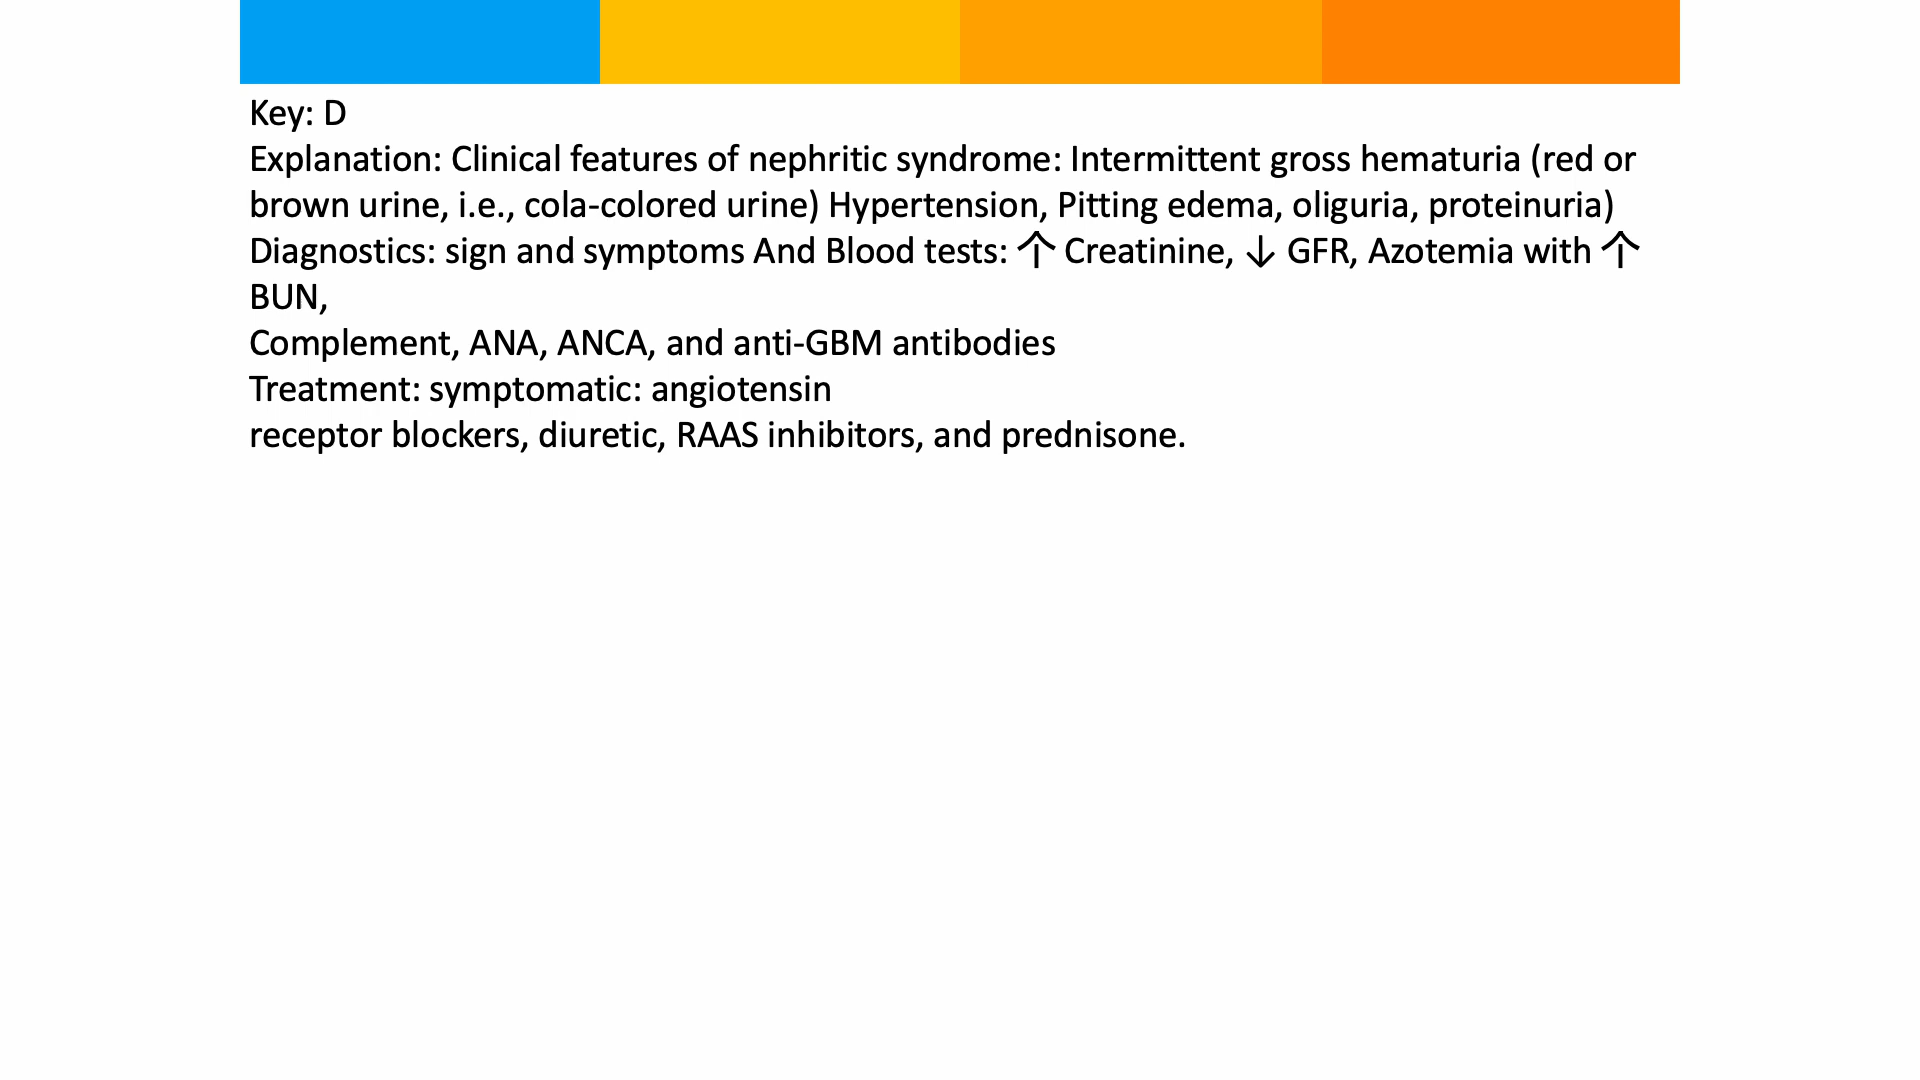 Key: D
Explanation: Clinical features of nephritic syndrome: Intermittent gross hematuria (red or
brown urine, i.e., cola-colored urine) Hypertension, Pitting edema, oliguria, proteinuria)
Diagnostics: sign and symptoms And Blood tests: ↑ Creatinine, ↓ GFR, Azotemia with ↑
BUN,
Complement, ANA, ANCA, and anti-GBM antibodies
Treatment: symptomatic: angiotensin
receptor blockers, diuretic, RAAS inhibitors, and prednisone.